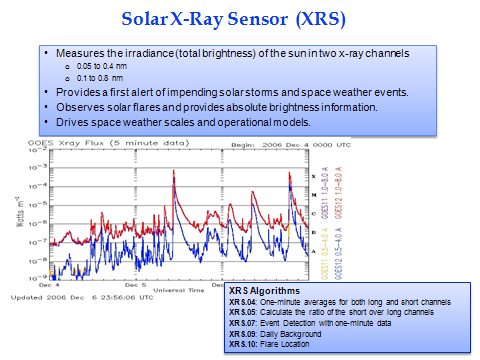 Solar X-Ray Sensor (XRS)
• Measures the irradiance (total brightness) of the sun in two x-ray channels
o 0.05 to 0.4 nm
o 0.1 to 0.8 nm
• Provides a first alert of impending solar storms and space weather events.
• Observes solar flares and provides absolute brightness information.
• Drives space weather scales and operational models.
GOES Xray Flux (5 minute data) Begin: 2006 Dec 4 0000 UTC
10-2
10-3
10-4
10-5
10-6
10-7
10-8
10-9
Watts m-2
X
M
C
B
A
GOES11 1.0-8.0 A
GOES12 1.0-8.0 A
GOES11 0.5-4.0 A
GOES12 0.5-4.0 A
Dec 4 Dec 5
Universal Time
Updated 2006 Dec 6 23:56:06 UTC
XRS Algorithms
XRS.04: One-minute averages for both long and short channels
XRS.05: Calculate the ratio of the short over long channels
XRS.07: Event Detection with one-minute data
XRS.09: Daily Background
XRS.10: Flare Location